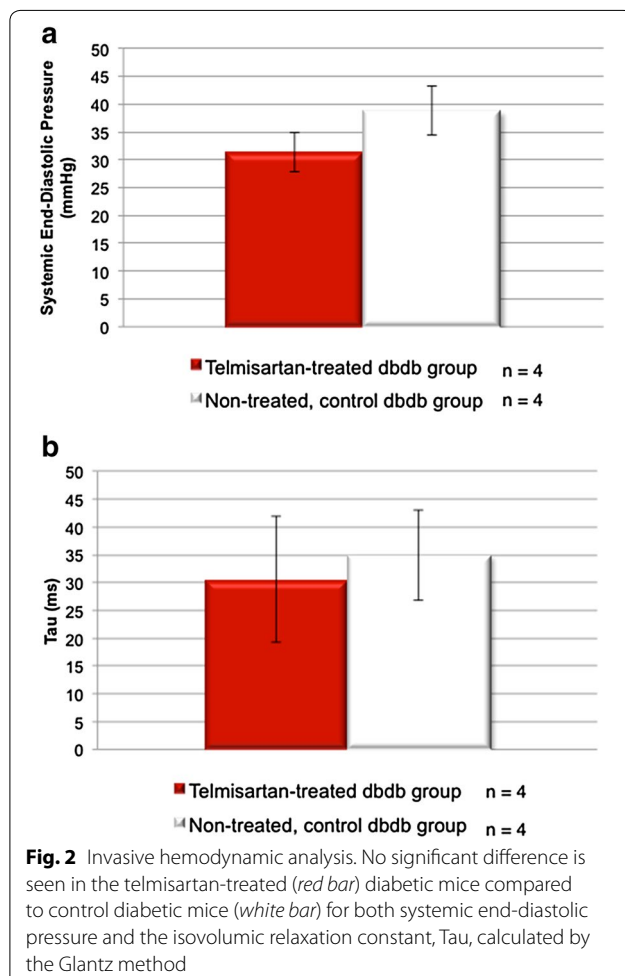 a
Systemic End-Diastolic Pressure
(mmHg)
50
45
40
35
30
25
20
15
10
5
0
Telmisartan-treated dbdb group n = 4
Non-treated, control dbdb group n = 4
b
Tau (ms)
50
45
40
35
30
25
20
15
10
5
0
Telmisartan-treated dbdb group n = 4
Non-treated, control dbdb group n = 4
Fig. 2 Invasive hemodynamic analysis. No significant difference is
seen in the telmisartan-treated (red bar) diabetic mice compared
to control diabetic mice (white bar) for both systemic end-diastolic
pressure and the isovolumic relaxation constant, Tau, calculated by
the Glantz method